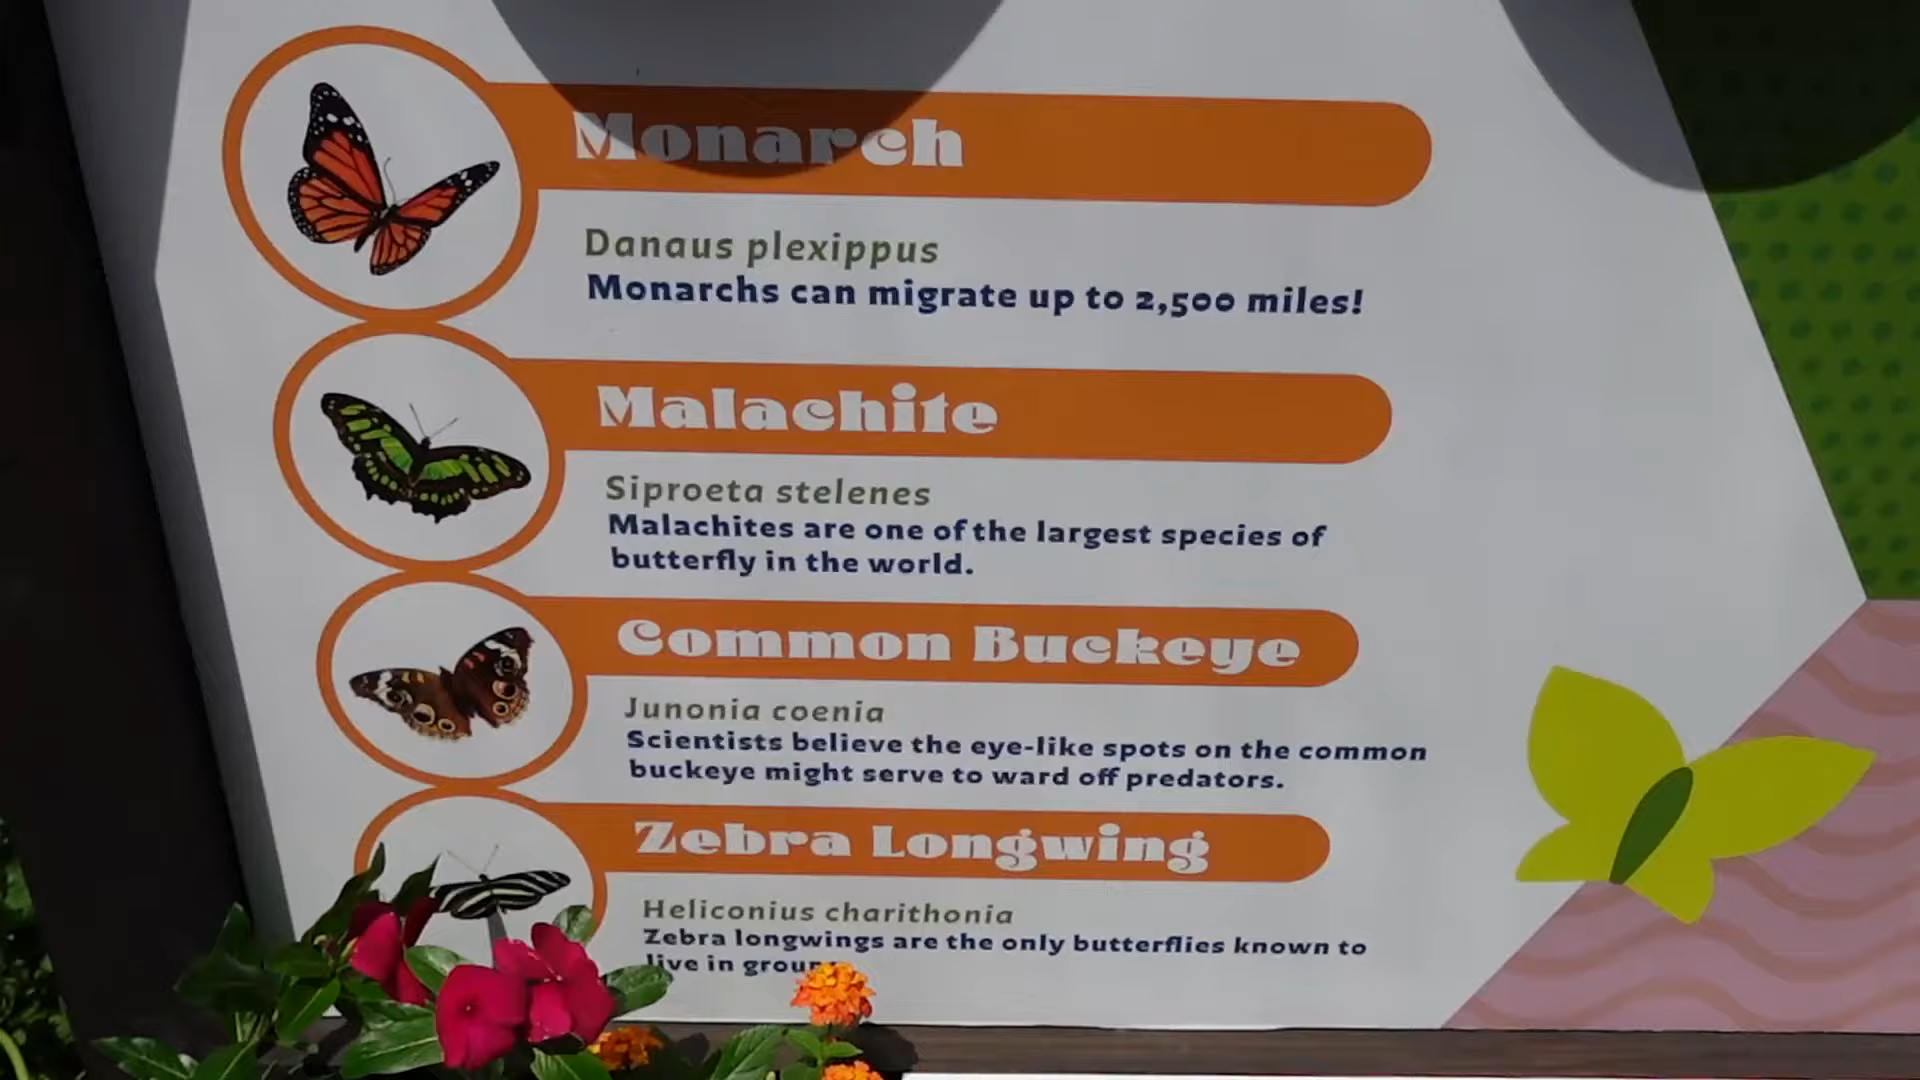 Monarch
Danaus plexippus
Monarchs can migrate up to 2,500 miles!
Malachite
Siproeta stelenes
Malachites are one of the largest species of
butterfly in the world.
Common Buckeye
Junonia coenia
Scientists believe the eye-like spots on the common
buckeye might serve to ward off predators.
Zebra Longwing
Heliconius charithonia
Zebra longwings are the only butterflies known to
live in